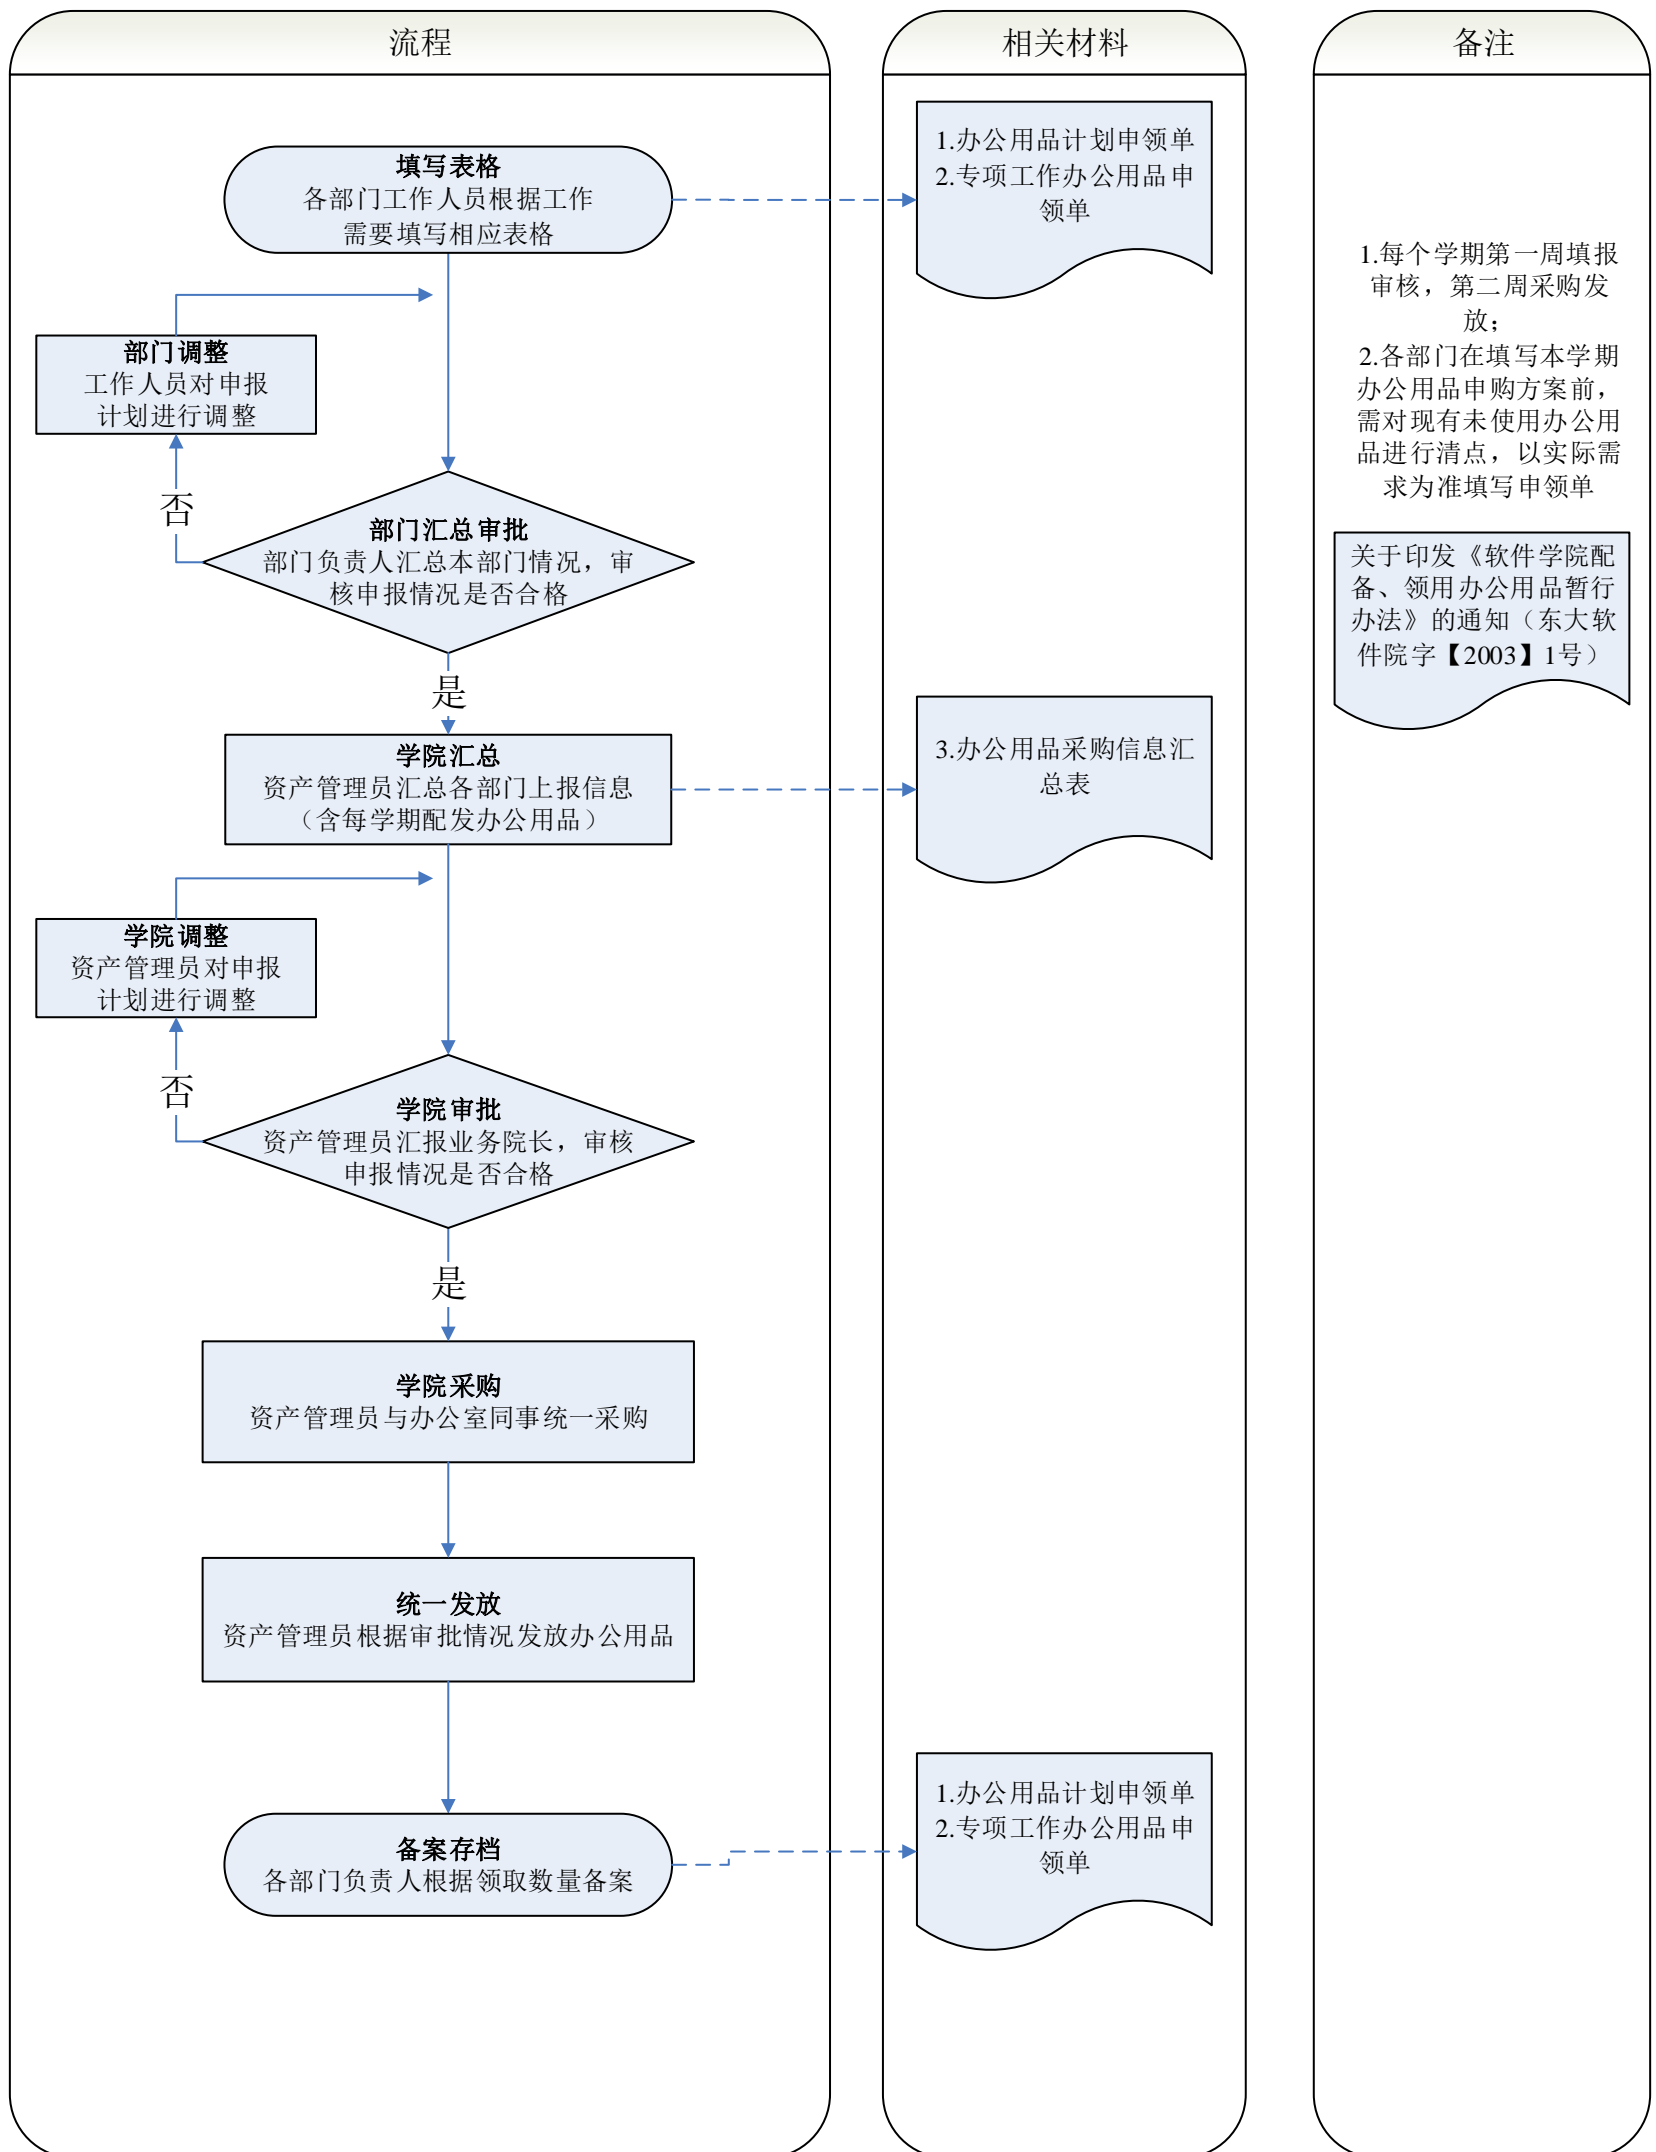 流程
填写表格
各部门工作人员根据工作
需要填写相应表格
部门调整
工作人员对申报
计划进行调整
否
部门汇总审批
部门负责人汇总本部门情况，审
核申报情况是否合格
是
学院汇总
资产管理员汇总各部门上报信息
（含每学期配发办公用品）
学院调整
资产管理员对申报
计划进行调整
否
学院审批
资产管理员汇报业务院长，审核
申报情况是否合格
是
学院采购
资产管理员与办公室同事统一采购
统一发放
资产管理员根据审批情况发放办公用品
备案存档
各部门负责人根据领取数量备案
相关材料
1.办公用品计划申领单
2.专项工作办公用品申
领单
3.办公用品采购信息汇
总表
1.办公用品计划申领单
2.专项工作办公用品申
领单
备注
1.每个学期第一周填报
审核，第二周采购发
放；
2.各部门在填写本学期
办公用品申购方案前，
需对现有未使用办公用
品进行清点，以实际需
求为准填写申领单
关于印发《软件学院配
备、领用办公用品暂行
办法》的通知（东大软
件院字【2003】1号）